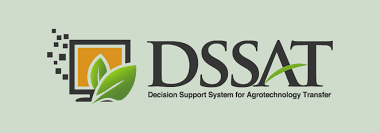 DSSAT
Decision Support System for Agrotechnology Transfer